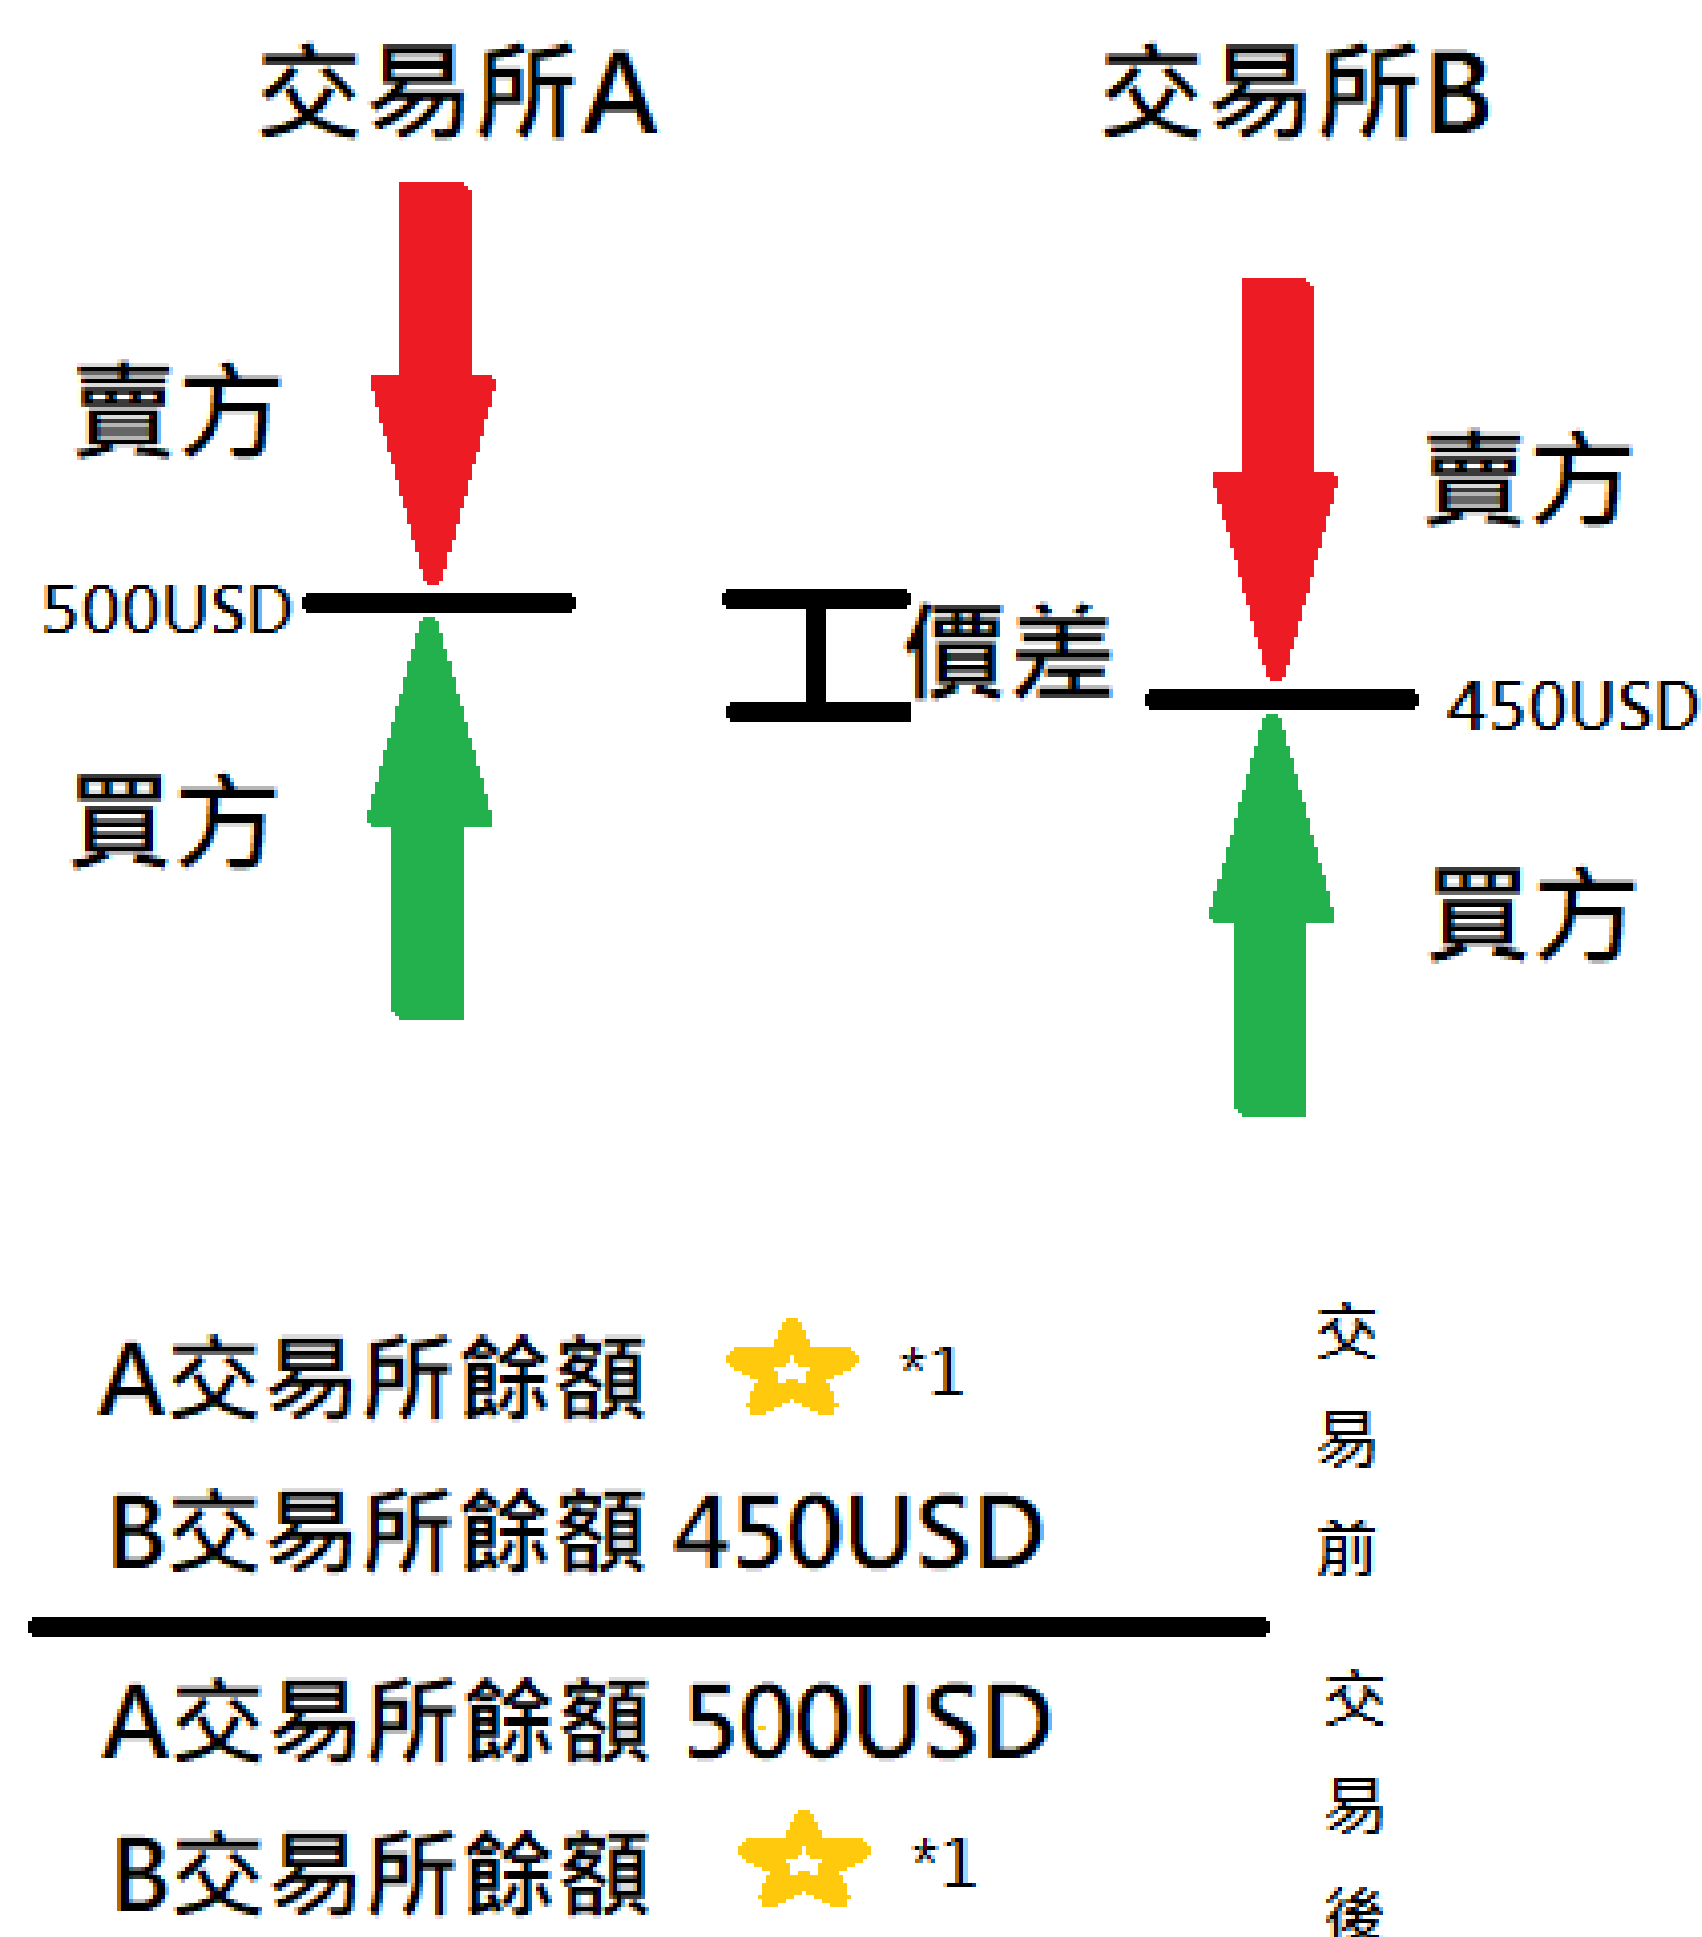 交易所A
交易所B
賣方
賣方
500USD
價差
450USD
買方
買方
A交易所餘額 *1
B交易所餘額 450USD
交易前
A交易所餘額 500USD
B交易所餘額 *1
交易後